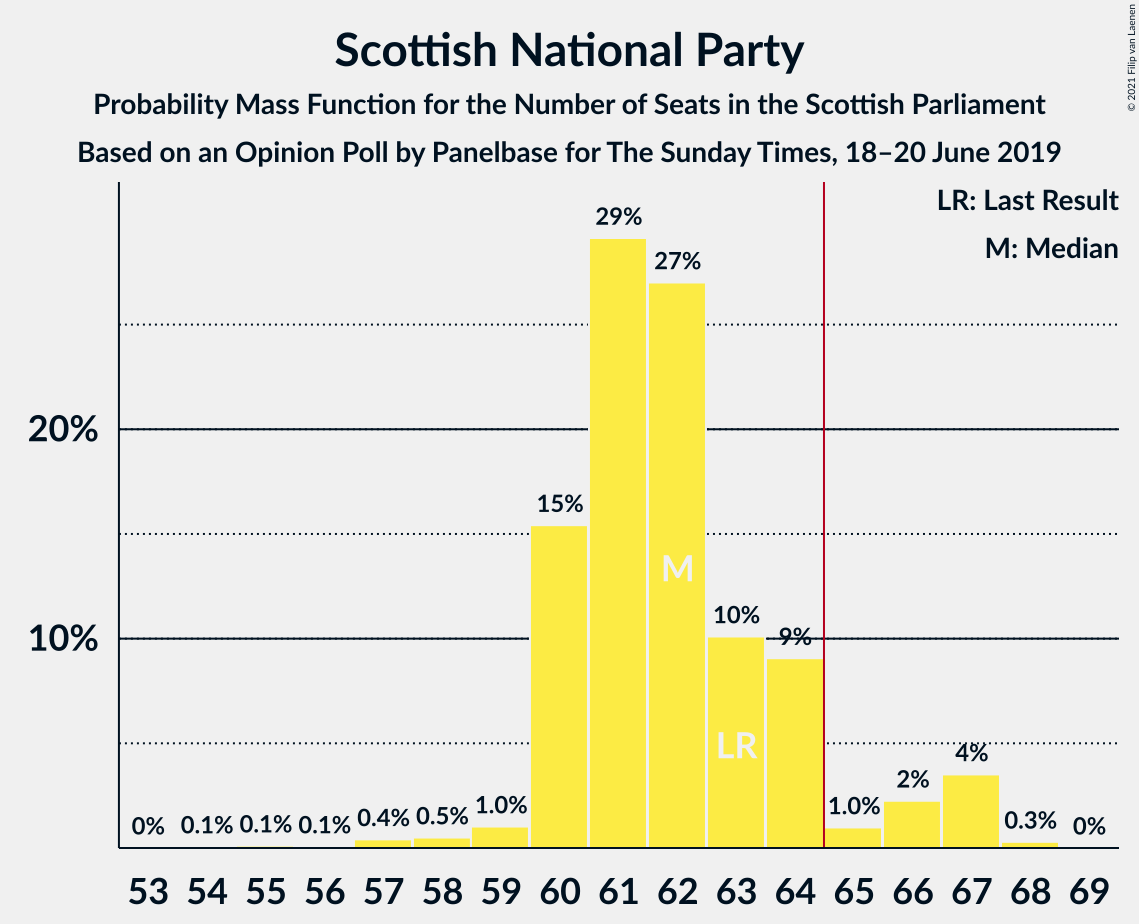 © 2021 Filip van Laenen
Scottish National Party
Probability Mass Function for the Number of Seats in the Scottish Parliament
Based on an Opinion Poll by Panelbase for The Sunday Times, 18–20 June 2019
LR: Last Result
M: Median
29%
27%
20%
15%
M
10%
9%
10%
LR
4%
2%
0% 0.1% 0.1% 0.1% 0.4% 0.5% 1.0% 1.0% 0.3% 0%
53 54 55 56 57 58 59 60 61 62 63 64 65 66 67 68 69